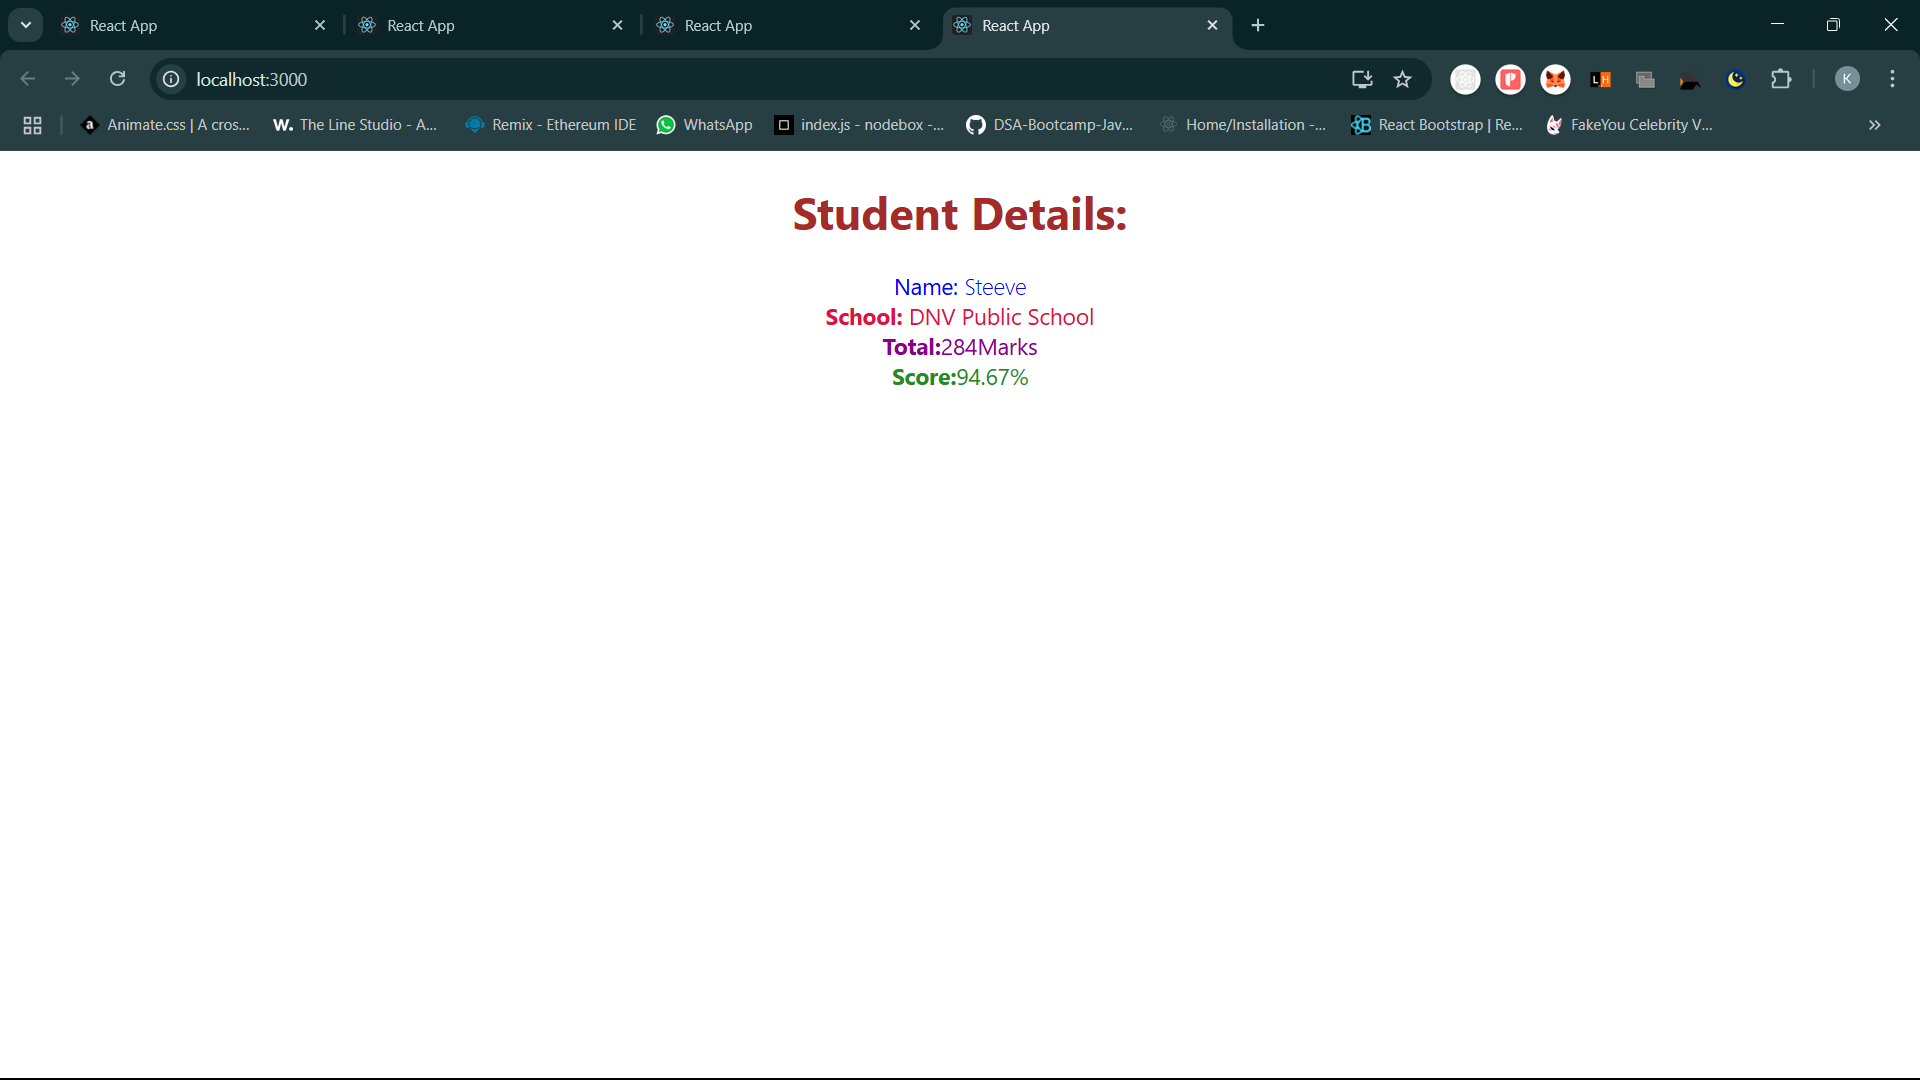 React App
React App
React App
React App
localhost:3000
K
a Animate.css | A cros...
W. The Line Studio - A...
Remix - Ethereum IDE
WhatsApp
index.js - nodebox -...
DSA-Bootcamp-Jav...
Home/Installation -...
React Bootstrap | Re...
FakeYou Celebrity V...
Student Details:
Name: Steeve
School: DNV Public School
Total:284Marks
Score:94.67%